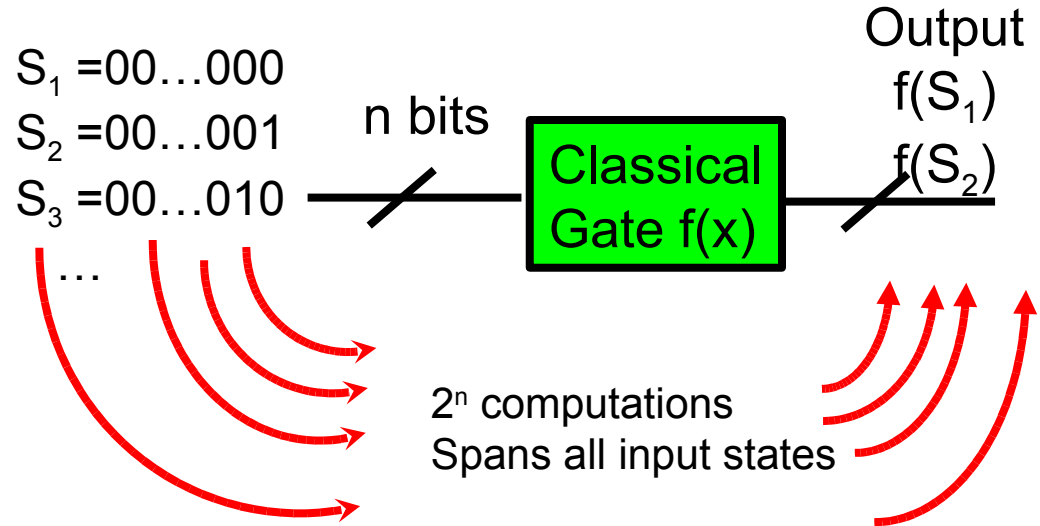 S₁ =00…000
S₂ =00…001
S₃ =00…010
…
n bits
Classical
Gate f(x)
Output
f(S₁)
f(S₂)
2ⁿ computations
Spans all input states